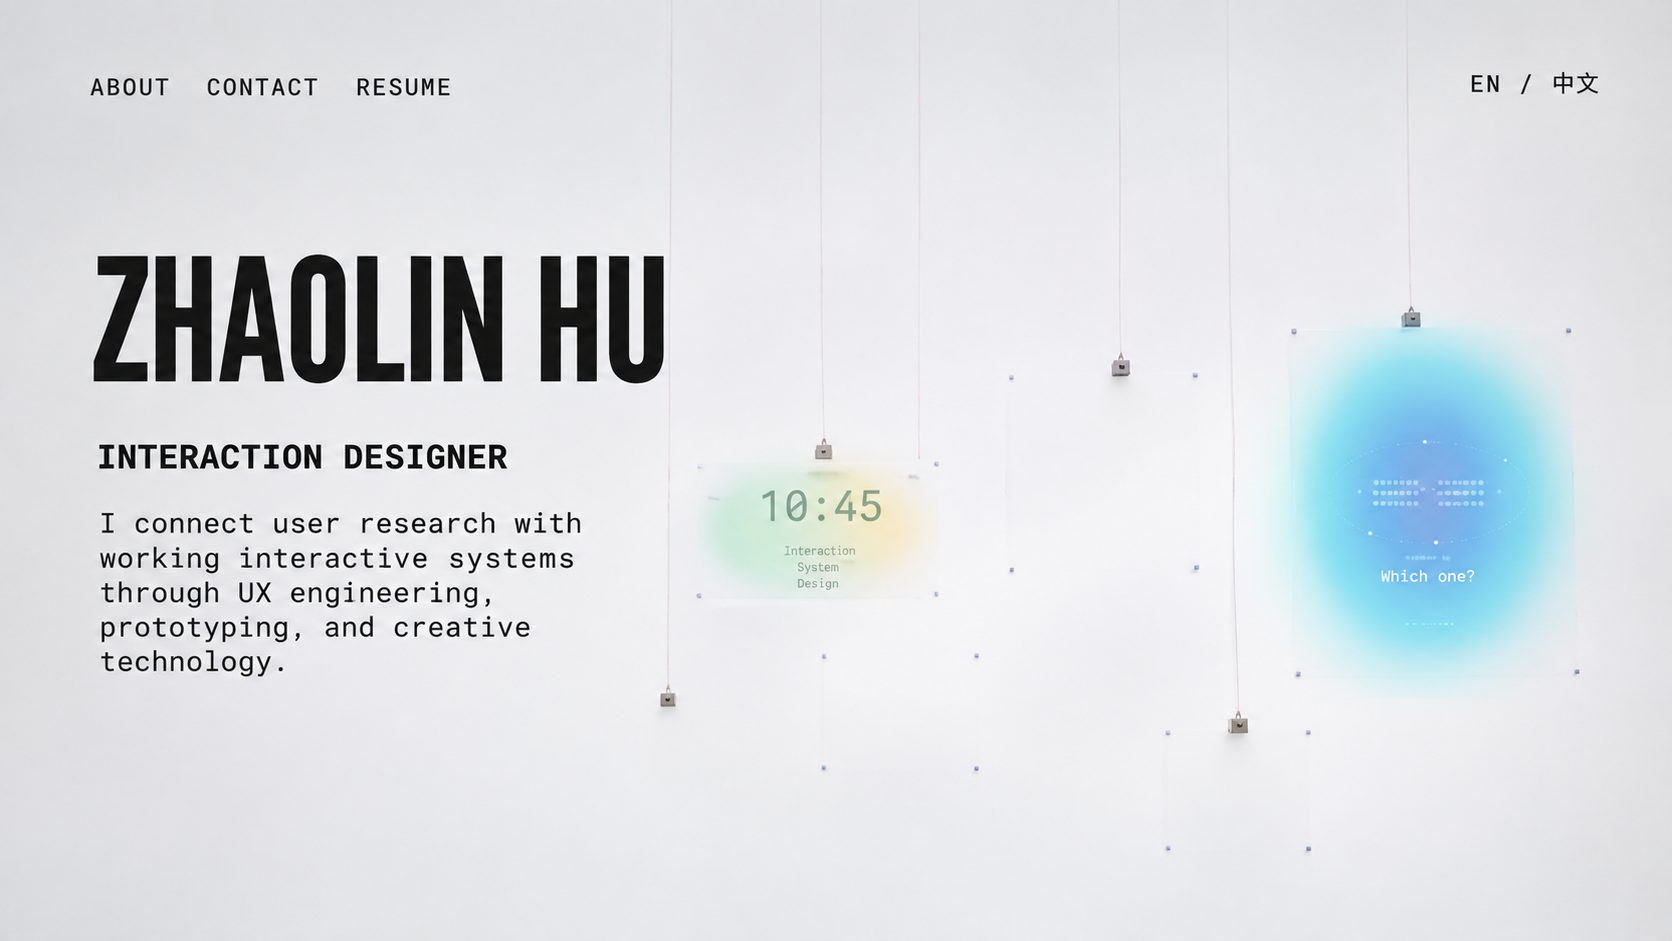 ABOUT CONTACT RESUME
EN / 中文
ZHAOLIN HU
INTERACTION DESIGNER
I connect user research with
working interactive systems
through UX engineering,
prototyping, and creative
technology.
10:45
Interaction
System
Design
Which one?